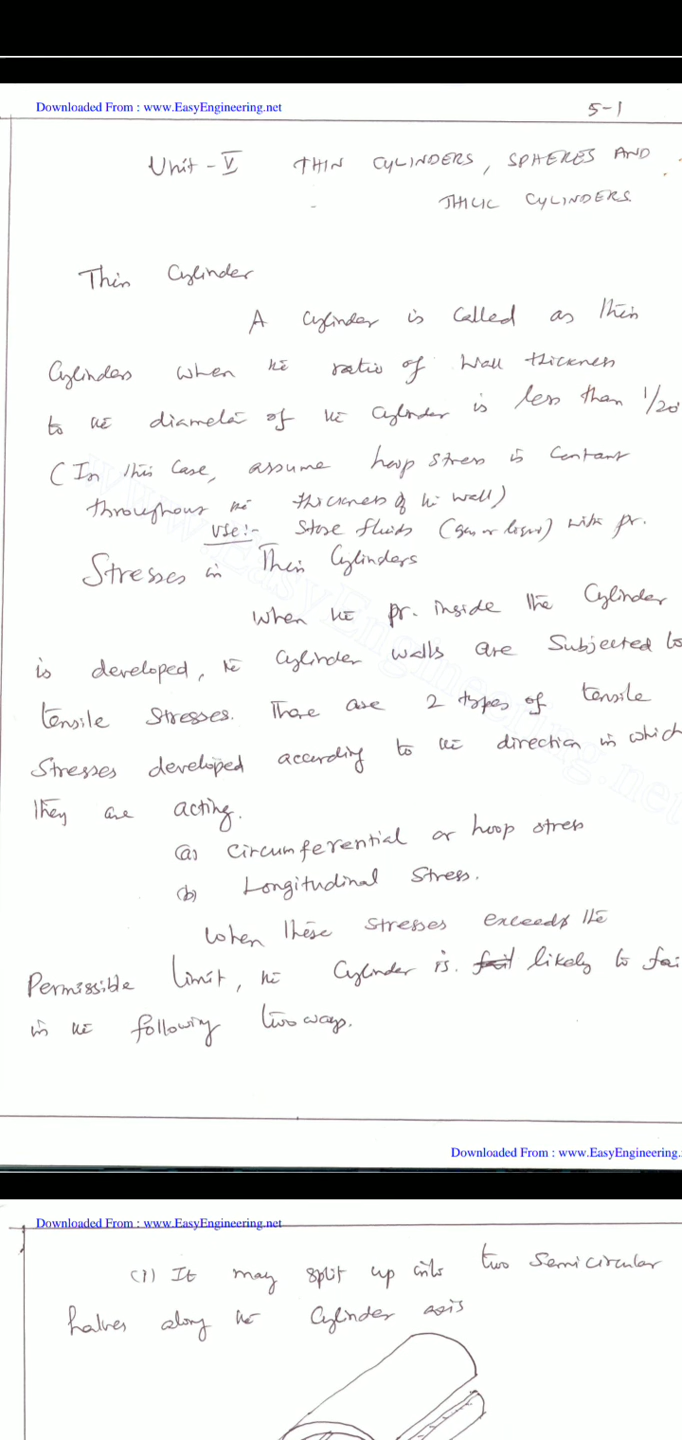 Downloaded From : www.EasyEngineering.net
5-1
Unit - V THIN CYLINDERS, SPHERES AND
THICK CYLINDERS.
Thin Cylinder
A cylinder is called as thin
Cylinders when the ratio of wall thickness
to the diameter of the cylinder is less than 1/20.
(In this case, assume hoop stress is constant
throughout the thickness of the wall)
Use:- Store fluids (gas or liquid) with pr.
Stresses in Thin Cylinders
When the pr. inside the Cylinder
is developed, the cylinder walls are Subjected to
tensile stresses. There are 2 types of tensile
Stresses developed according to the direction in which
they are acting.
(a) Circumferential or hoop stress
(b) Longitudinal Stress.
When these stresses exceeds the
Permissible limit, the Cylinder is likely to fai
in the following two ways.
Downloaded From : www.EasyEngineering.
Downloaded From : www.EasyEngineering.net
(1) It may split up into two semicircular
halves along the Cylinder axis
www.EasyEngineering.net